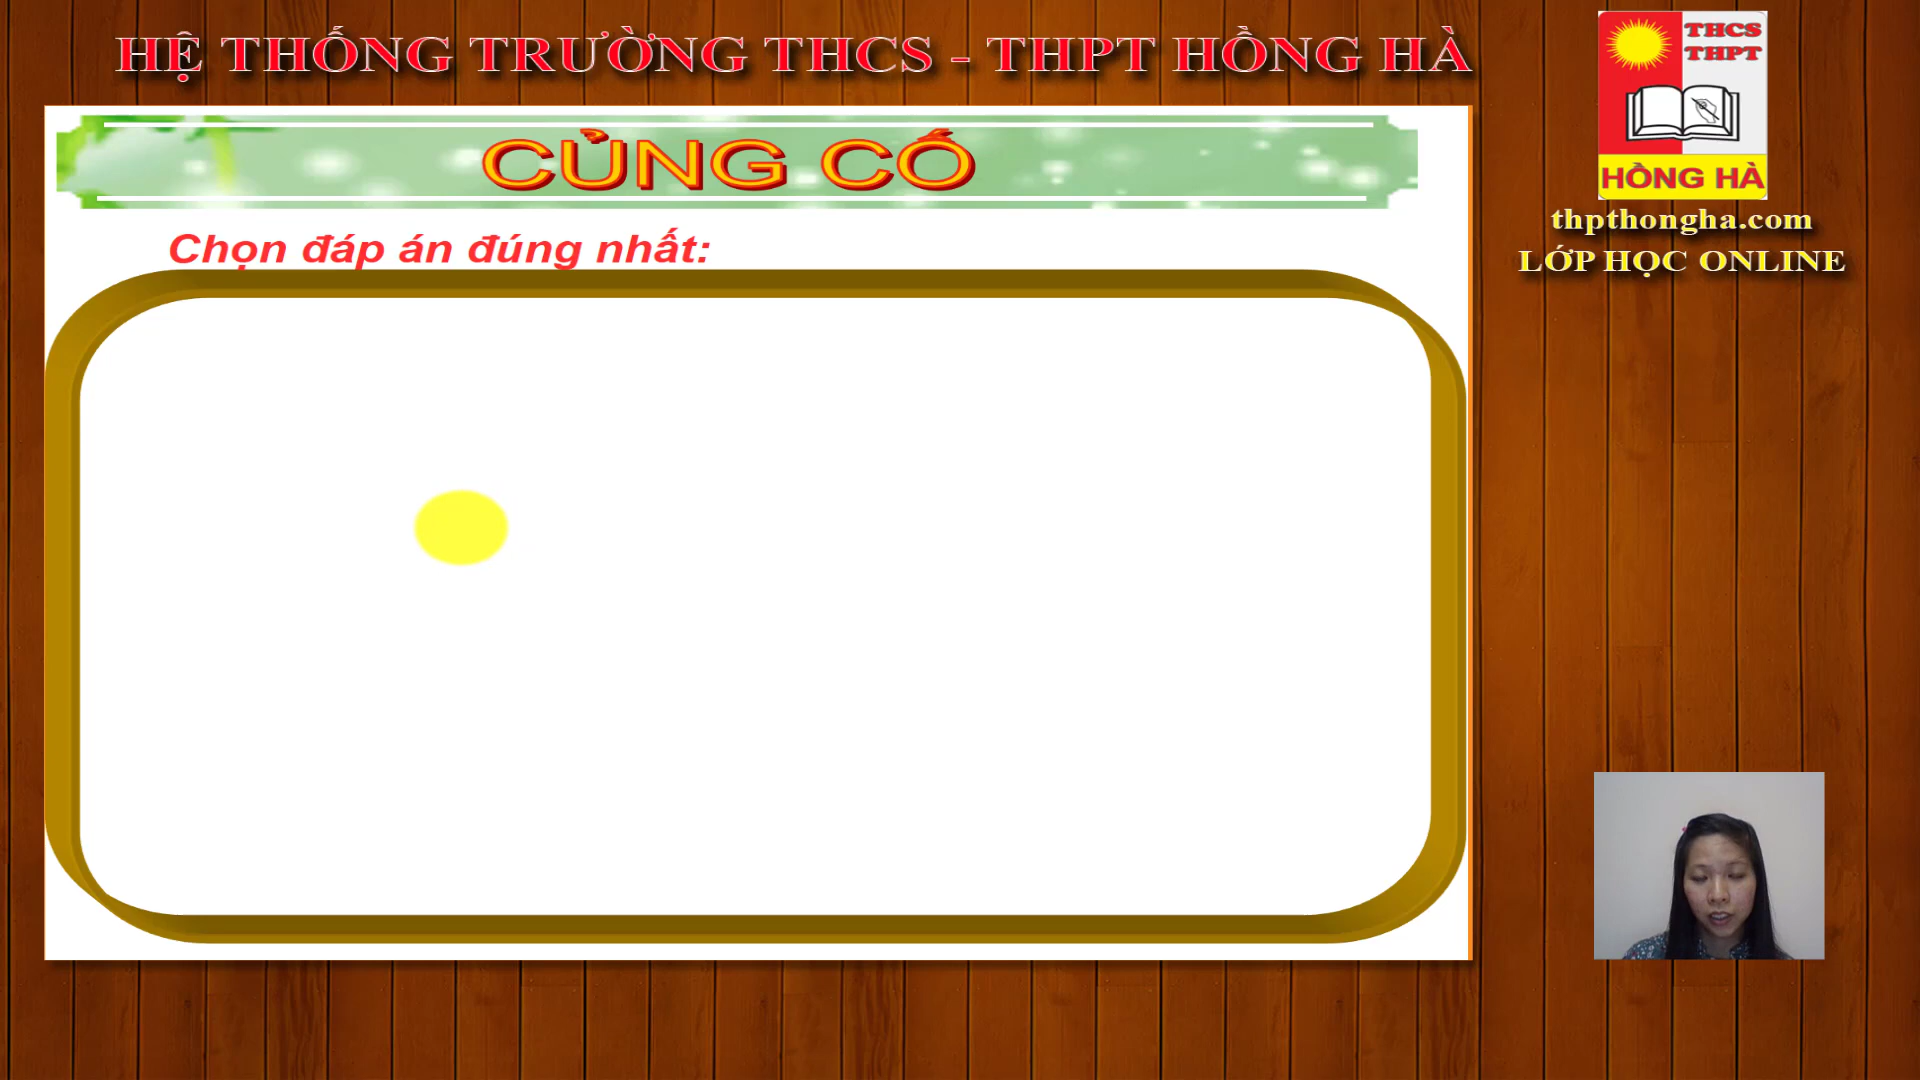 HỆ THỐNG TRƯỜNG THCS - THPT HỒNG HÀ
THCS
THPT
HỒNG HÀ
thpthongha.com
LỚP HỌC ONLINE
CỦNG CỐ
Chọn đáp án đúng nhất: